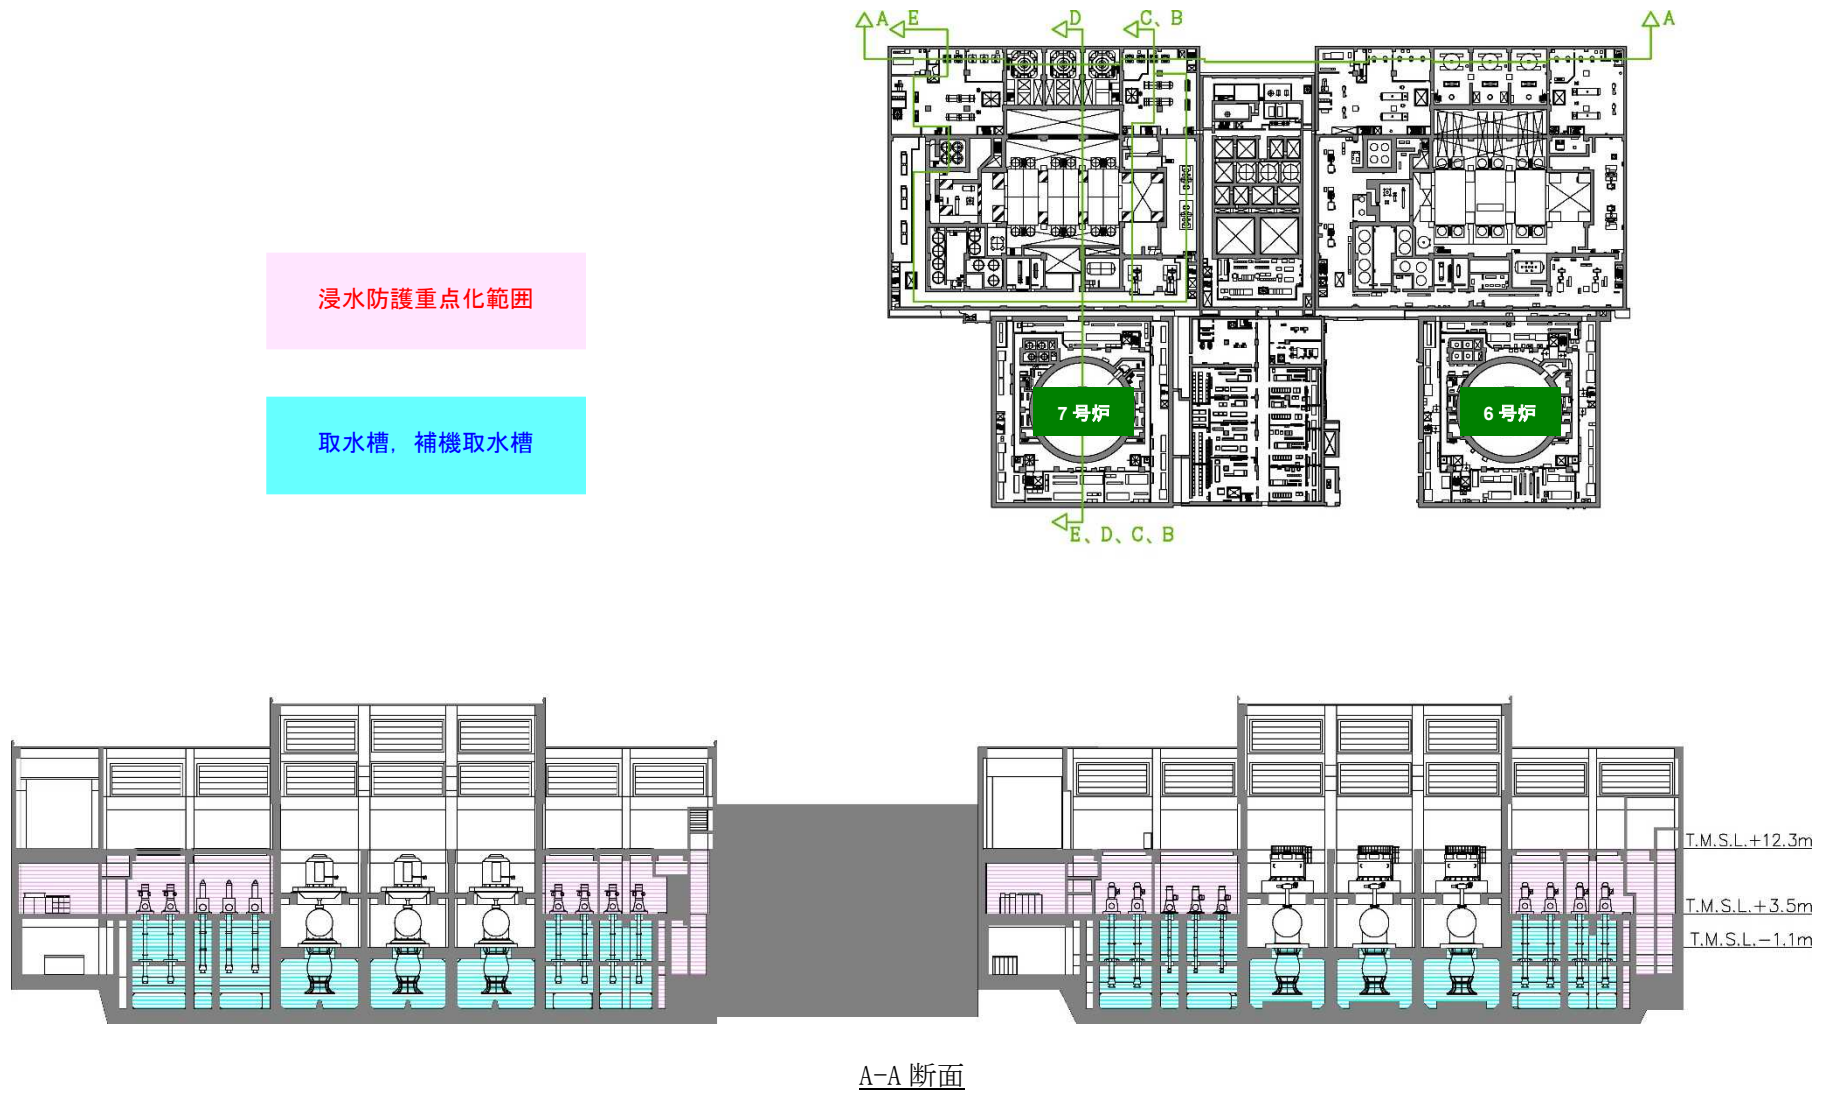 A E D C、B A
浸水防護重点化範囲
取水槽，補機取水槽
7号炉
6号炉
E、D、C、B
T.M.S.L.+12.3m
T.M.S.L.+3.5m
T.M.S.L.-1.1m
A-A 断面